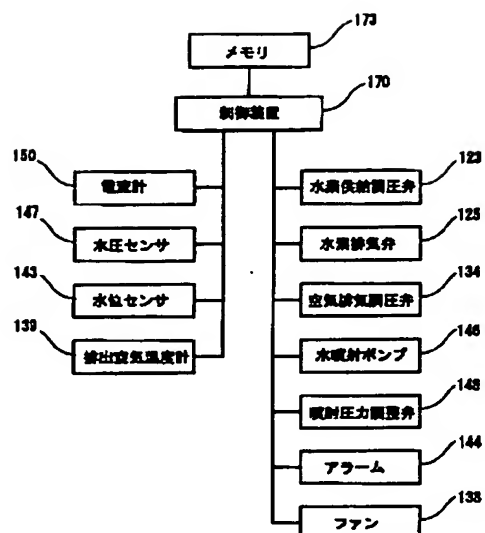 メモリ
173
制御装置
170
150
電流計
147
水圧センサ
143
水位センサ
139
排出空気温度計
123
水素供給調圧弁
125
水素排気弁
134
空気排気調圧弁
146
水噴射ポンプ
148
噴射圧力調整弁
アラーム
144
ファン
138